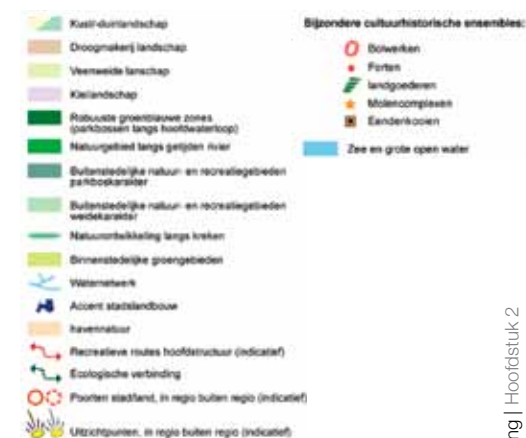 Kust/-duinlandschap
Droogmakerij landschap
Veenweide lanschap
Kleilandschap
Robuuste groenblauwe zones
(parkbossen langs hoofdwaterloop)
Natuurgebied langs getijden rivier
Buitenstedelijke natuur- en recreatiegebieden
parkboskarakter
Buitenstedelijke natuur- en recreatiegebieden
weidekarakter
Natuurontwikkeling langs kreken
Binnenstedelijke groengebieden
Waternetwerk
Accent stadslandbouw
havennatuur
Recreatieve routes hoofdstructuur (indicatief)
Ecologische verbinding
Poorten stad/land, in regio buiten regio (indicatief)
Uitzichtpunten, in regio buiten regio (indicatief)
Bijzondere cultuurhistorische ensembles:
Bolwerken
Forten
landgoederen
Molencomplexen
Eendenkooien
Zee en grote open water
ng | Hoofdstuk 2